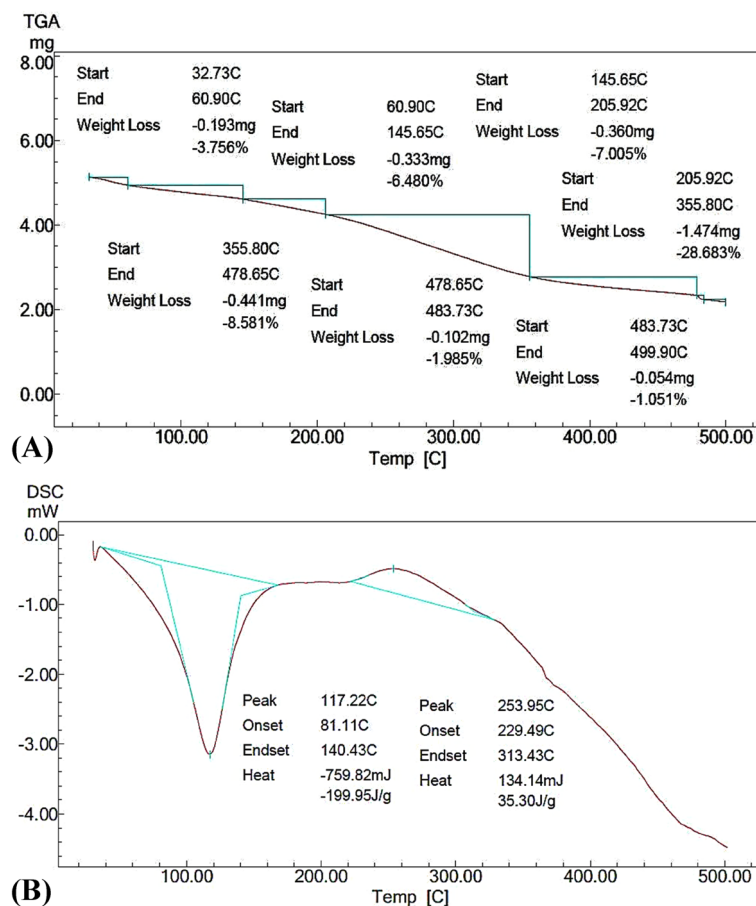 TGA
mg
8.00
6.00
4.00
2.00
0.00
Start 32.73C
End 60.90C
Weight Loss -0.193mg
-3.756%
Start 60.90C
End 145.65C
Weight Loss -0.333mg
-6.480%
Start 145.65C
End 205.92C
Weight Loss -0.360mg
-7.005%
Start 205.92C
End 355.80C
Weight Loss -1.474mg
-28.683%
Start 355.80C
End 478.65C
Weight Loss -0.441mg
-8.581%
Start 478.65C
End 483.73C
Weight Loss -0.102mg
-1.985%
Start 483.73C
End 499.90C
Weight Loss -0.054mg
-1.051%
100.00 200.00 300.00 400.00 500.00
Temp [C]
(A)
DSC
mW
0.00
-1.00
-2.00
-3.00
-4.00
Peak 117.22C
Onset 81.11C
Endset 140.43C
Heat -759.82mJ
-199.95J/g
Peak 253.95C
Onset 229.49C
Endset 313.43C
Heat 134.14mJ
35.30J/g
100.00 200.00 300.00 400.00 500.00
Temp [C]
(B)